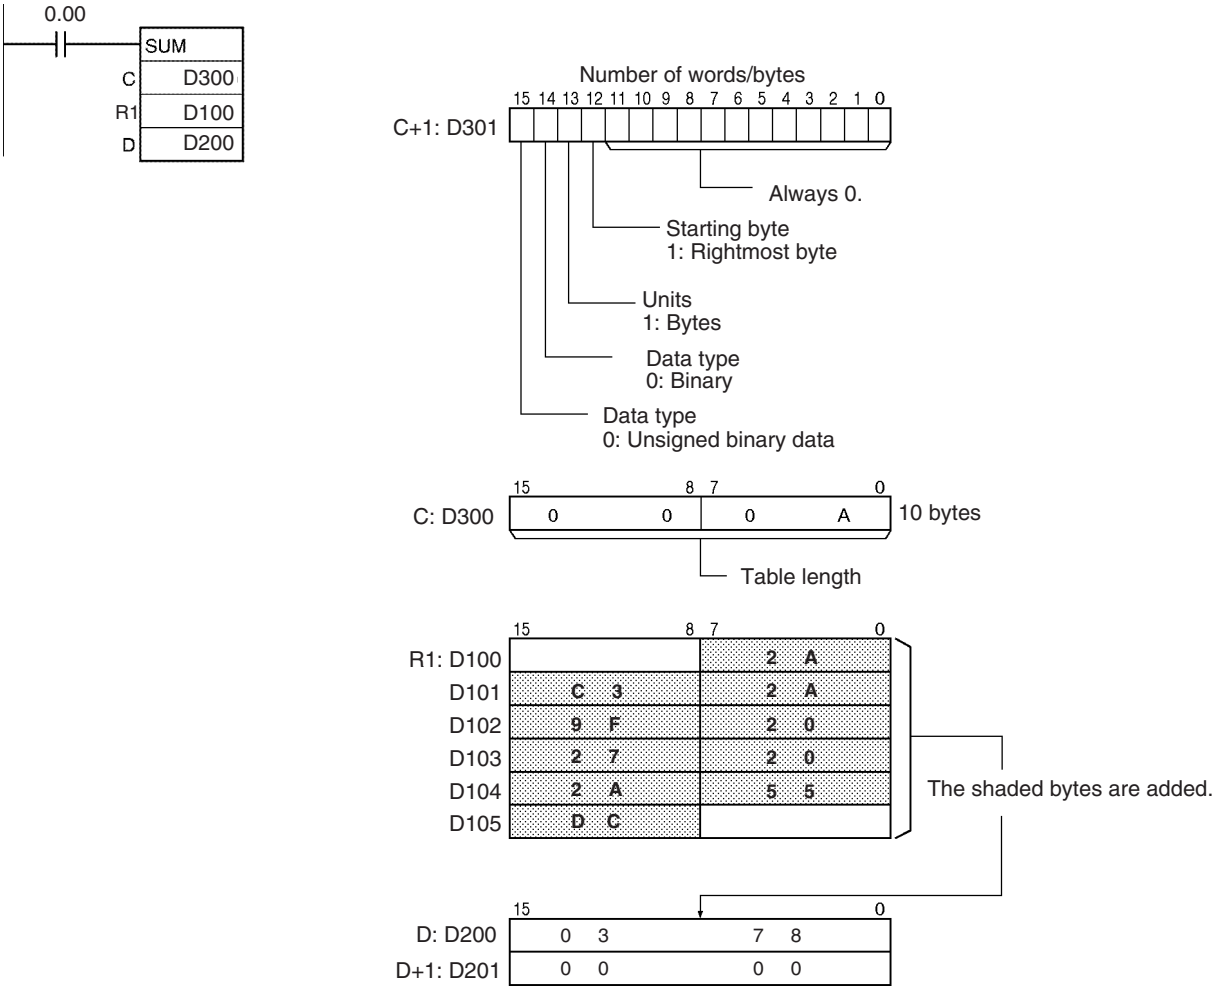 0.00
SUM
C D300
R1 D100
D D200
Number of words/bytes
15 14 13 12 11 10 9 8 7 6 5 4 3 2 1 0
C+1: D301
Always 0.
Starting byte
1: Rightmost byte
Units
1: Bytes
Data type
0: Binary
Data type
0: Unsigned binary data
15 8 7 0
C: D300 0 0 0 A 10 bytes
Table length
15 8 7 0
R1: D100 2 A
D101 C 3 2 A
D102 9 F 2 0
D103 2 7 2 0
D104 2 A 5 5
D105 D C
The shaded bytes are added.
15 0
D: D200 0 3 7 8
D+1: D201 0 0 0 0